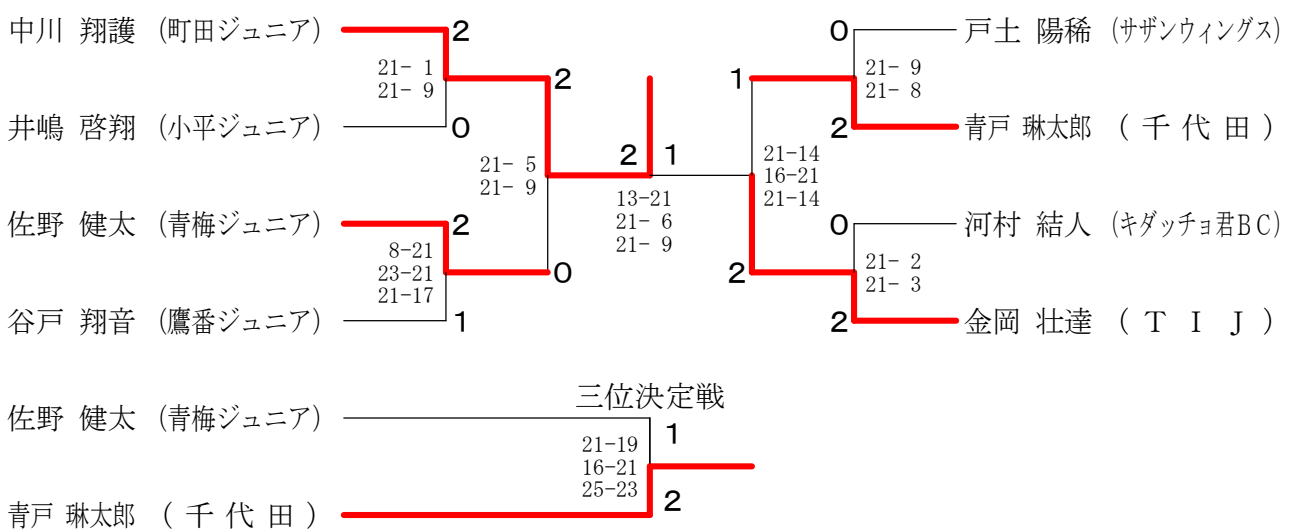 中川 翔護 (町田ジュニア) 2 0 戸土 陽稀 (サザンウィングス)
21- 1 21- 9
21- 9 2 1 21- 8
井嶋 啓翔 (小平ジュニア) 0 2 青戸 琳太郎 (千代田)
21- 5 2 1 21-14
21- 9 13-21 16-21
21- 6 21-14
21- 9
佐野 健太 (青梅ジュニア) 2 0 河村 結人 (キダッチョ君BC)
8-21 21- 2
23-21 0 2 21- 3
21-17
谷戸 翔音 (鷹番ジュニア) 1 2 金岡 壮達 (TIJ)
三位決定戦
佐野 健太 (青梅ジュニア) 1
21-19
16-21
25-23
青戸 琳太郎 (千代田) 2